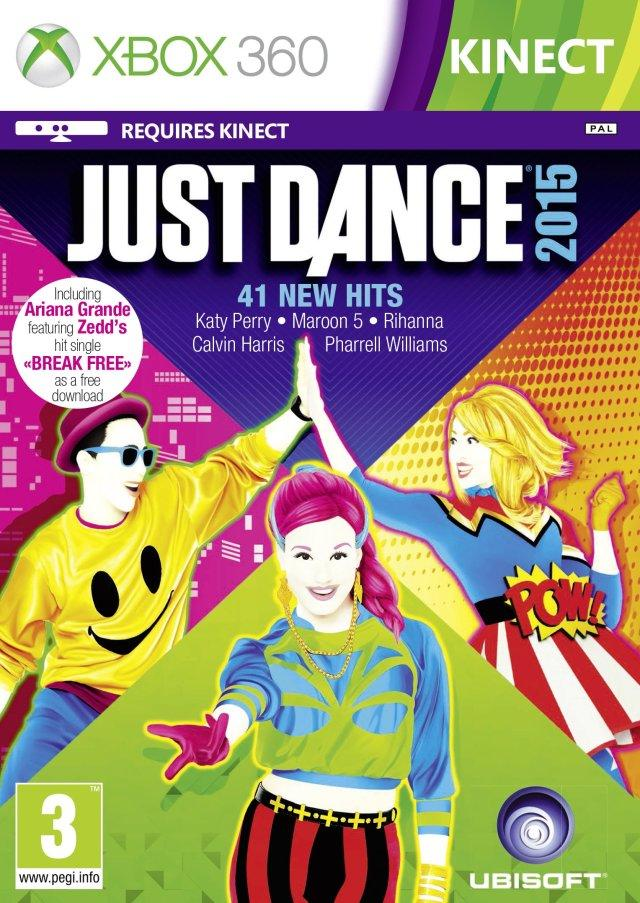 XBOX 360
KINECT
REQUIRES KINECT
PAL
JUST DANCE® 2015
41 NEW HITS
Katy Perry • Maroon 5 • Rihanna
Calvin Harris • Pharrell Williams
Including
Ariana Grande
featuring Zedd's
hit single
«BREAK FREE»
as a free
download
POW!
3
TM
www.pegi.info
UBISOFT®